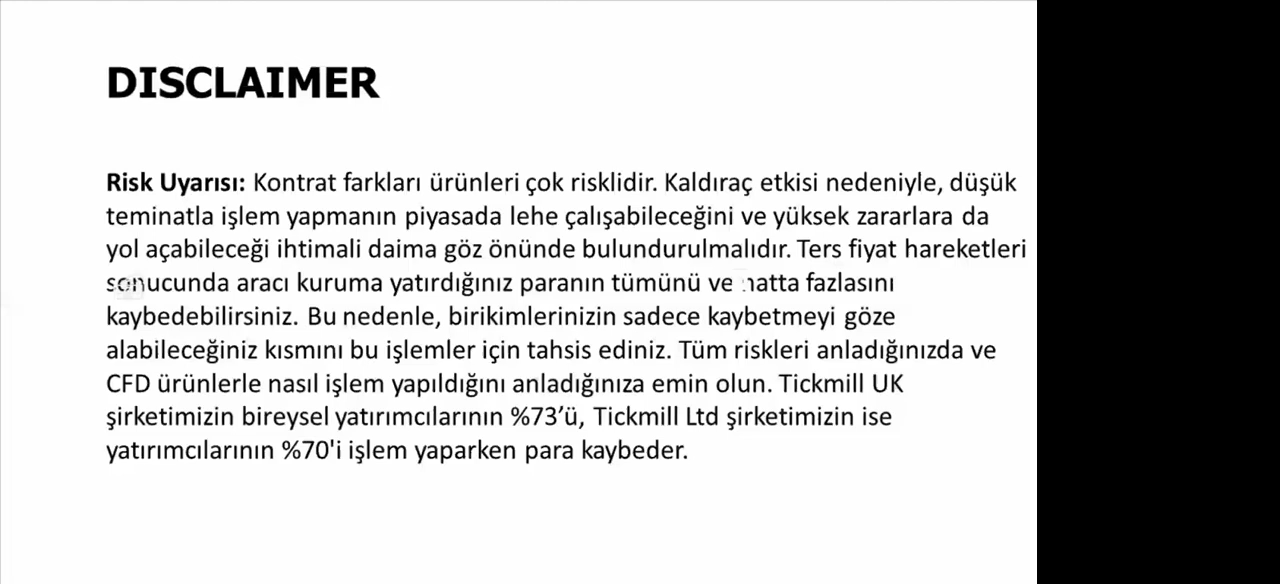 DISCLAIMER
Risk Uyarısı: Kontrat farkları ürünleri çok risklidir. Kaldıraç etkisi nedeniyle, düşük
teminatla işlem yapmanın piyasada lehe çalışabileceğini ve yüksek zararlara da
yol açabileceği ihtimali daima göz önünde bulundurulmalıdır. Ters fiyat hareketleri
sonucunda aracı kuruma yatırdığınız paranın tümünü ve hatta fazlasını
kaybedebilirsiniz. Bu nedenle, birikimlerinizin sadece kaybetmeyi göze
alabileceğiniz kısmını bu işlemler için tahsis ediniz. Tüm riskleri anladığınızda ve
CFD ürünlerle nasıl işlem yapıldığını anladığınıza emin olun. Tickmill UK
şirketimizin bireysel yatırımcılarının %73’ü, Tickmill Ltd şirketimizin ise
yatırımcılarının %70'i işlem yaparken para kaybeder.